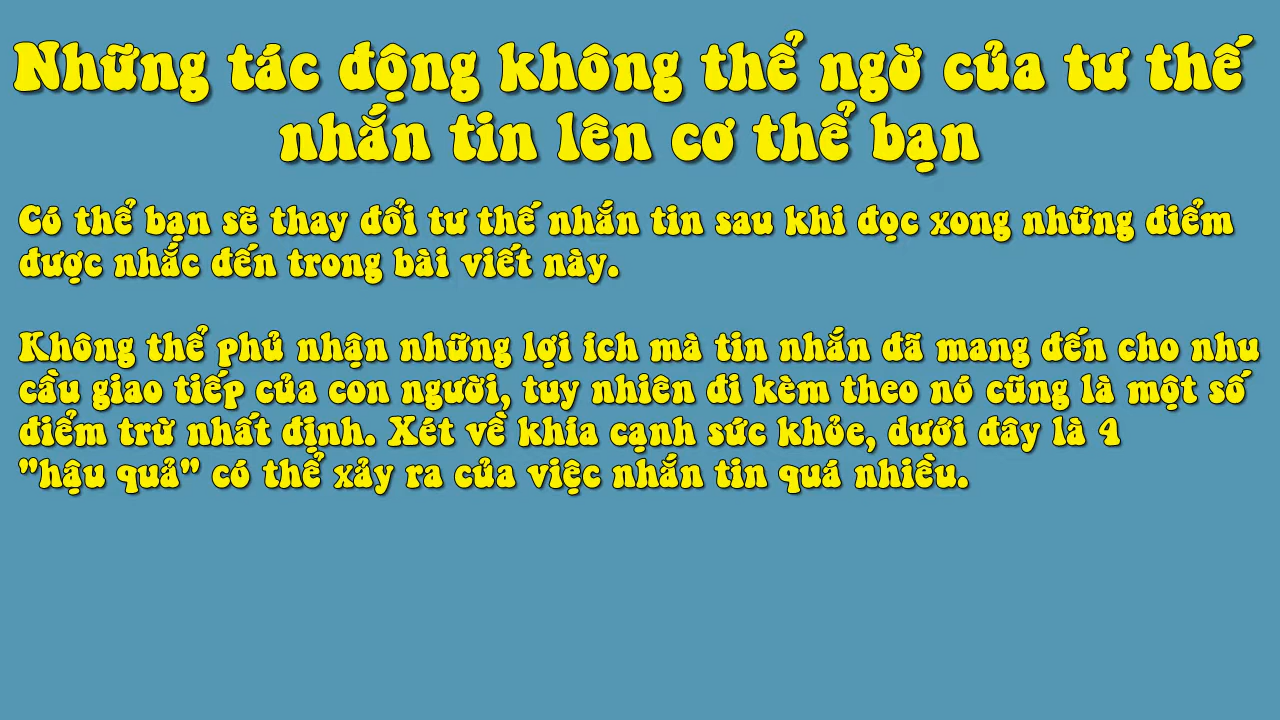 Những tác động không thể ngờ của tư thế
nhắn tin lên cơ thể bạn
Có thể bạn sẽ thay đổi tư thế nhắn tin sau khi đọc xong những điểm
được nhắc đến trong bài viết này.
Không thể phủ nhận những lợi ích mà tin nhắn đã mang đến cho nhu
cầu giao tiếp của con người, tuy nhiên đi kèm theo nó cũng là một số
điểm trừ nhất định. Xét về khía cạnh sức khỏe, dưới đây là 4
"hậu quả" có thể xảy ra của việc nhắn tin quá nhiều.